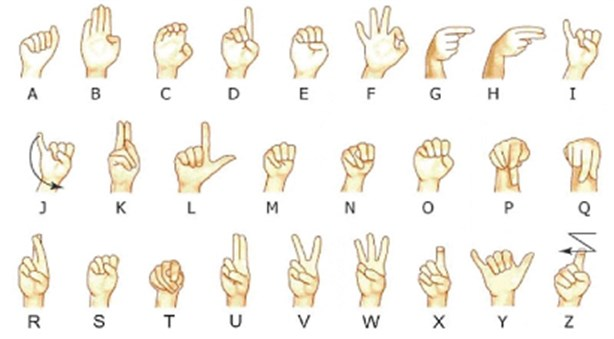 A B C D E F G H I
J K L M N O P Q
R S T U V W X Y Z